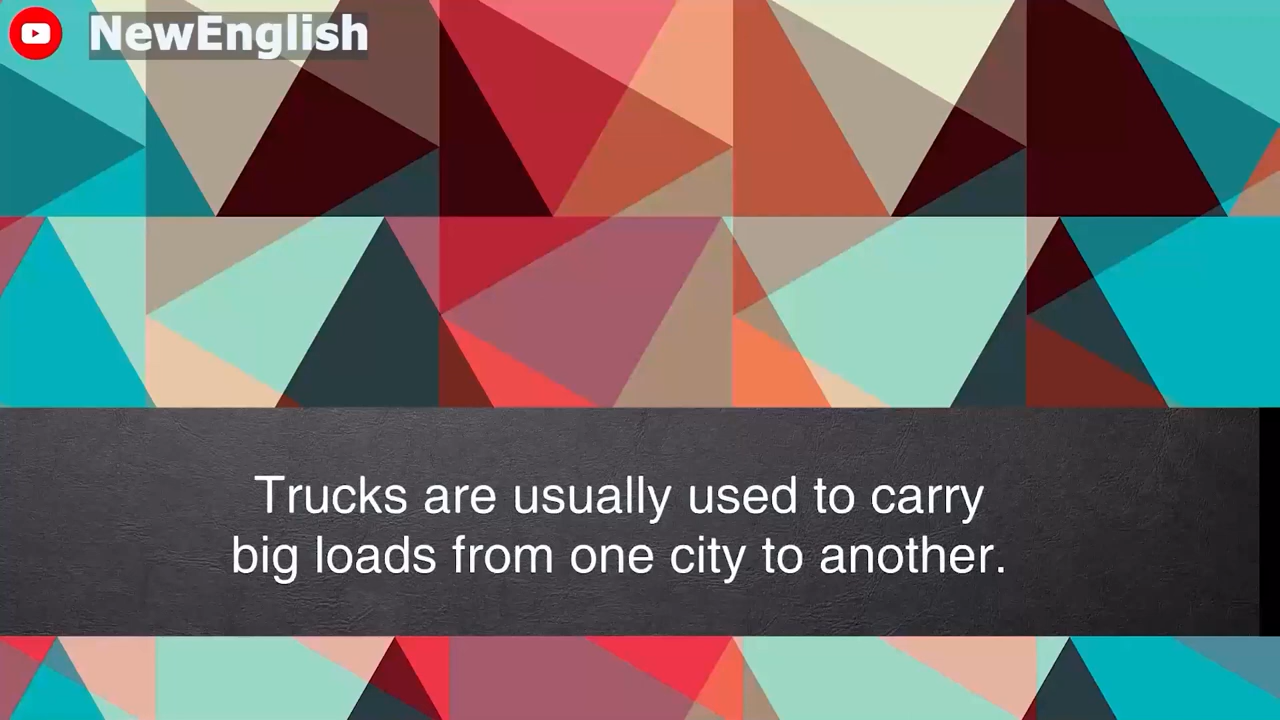 NewEnglish
Trucks are usually used to carry
big loads from one city to another.